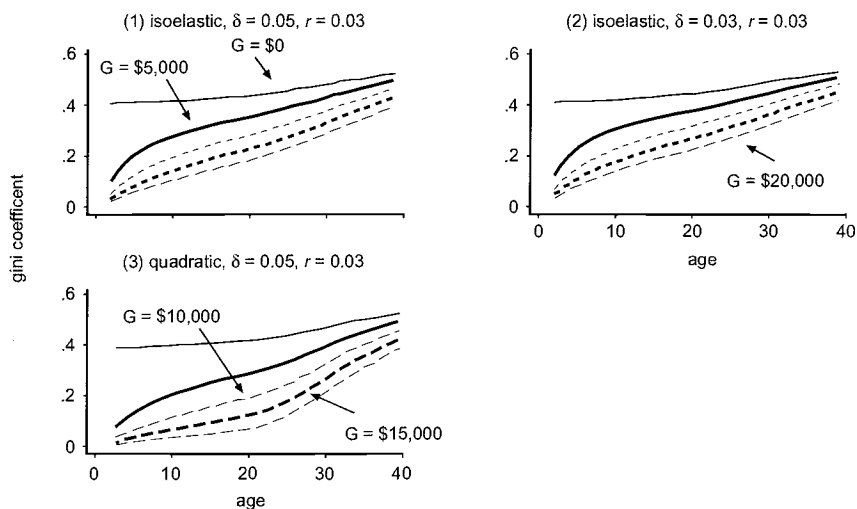 (1) isoelastic, δ = 0.05, r = 0.03
.6
.4
.2
0
G = $0
G = $5,000
(2) isoelastic, δ = 0.03, r = 0.03
.6
.4
.2
0
G = $20,000
0 10 20 30 40
age
gini coefficent
(3) quadratic, δ = 0.05, r = 0.03
.6
.4
.2
0
G = $10,000
G = $15,000
0 10 20 30 40
age